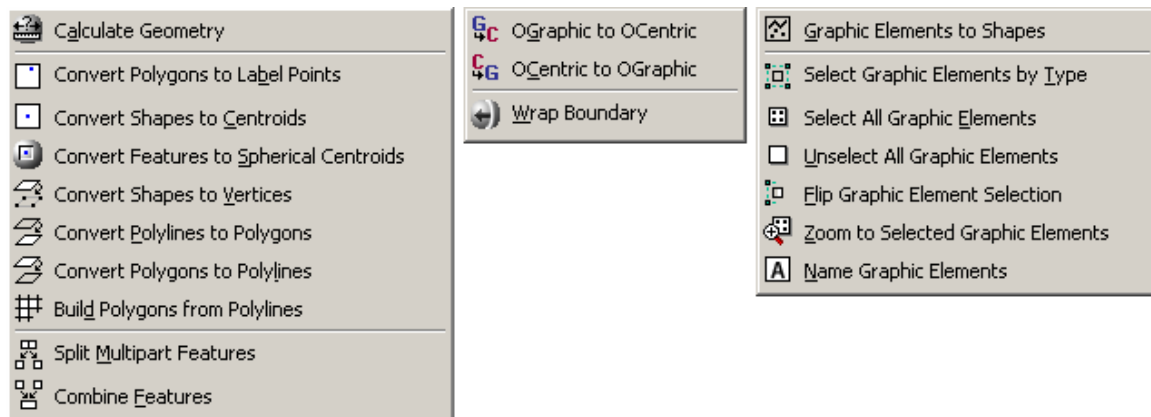 Calculate Geometry
Convert Polygons to Label Points
Convert Shapes to Centroids
Convert Features to Spherical Centroids
Convert Shapes to Vertices
Convert Polylines to Polygons
Convert Polygons to Polylines
Build Polygons from Polylines
Split Multipart Features
Combine Features
OGraphic to OCentric
OCentric to OGraphic
Wrap Boundary
Graphic Elements to Shapes
Select Graphic Elements by Type
Select All Graphic Elements
Unselect All Graphic Elements
Flip Graphic Element Selection
Zoom to Selected Graphic Elements
Name Graphic Elements